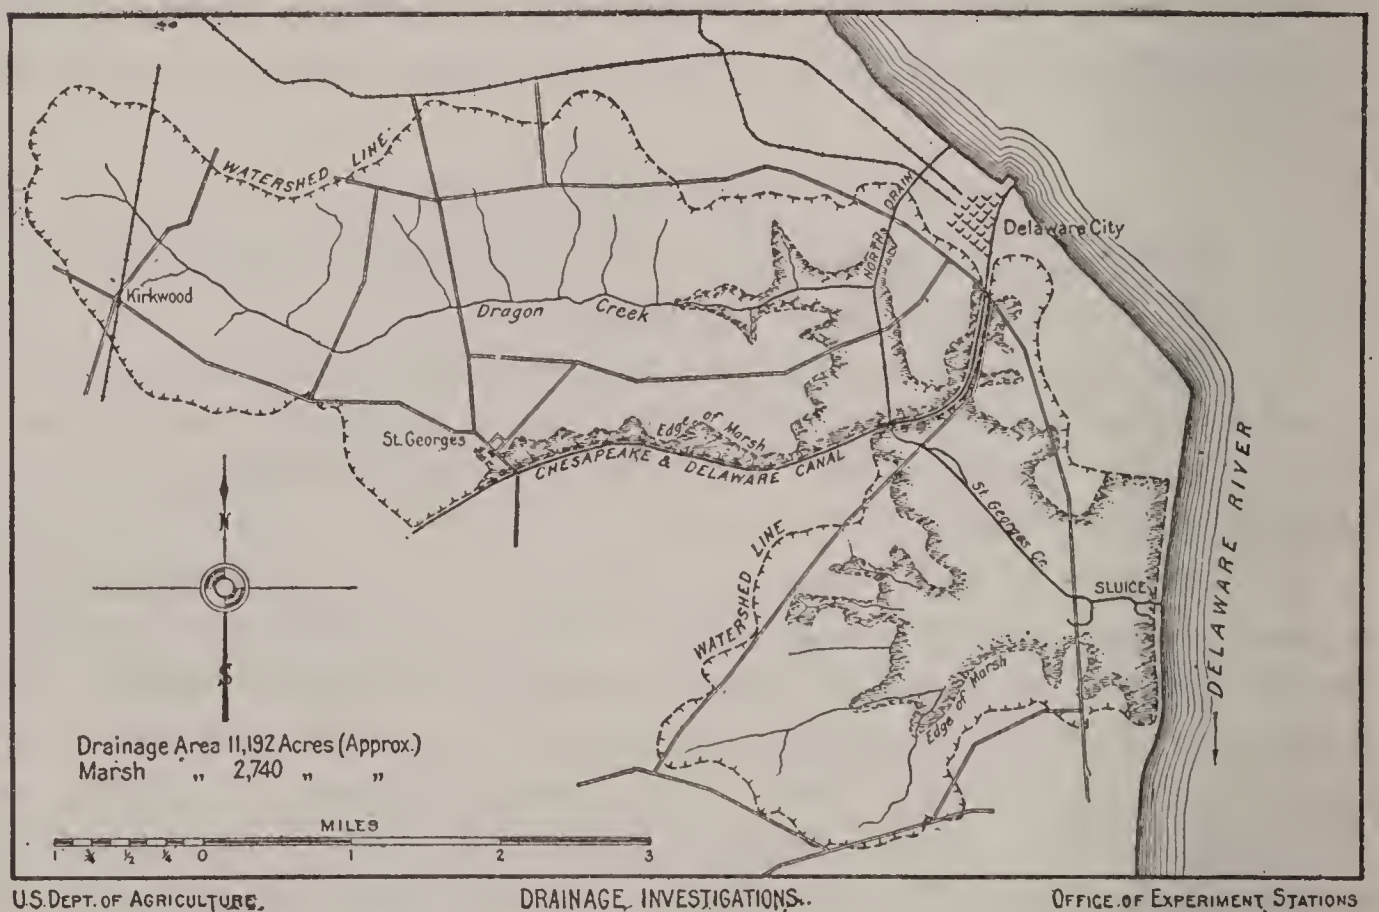 WATERSHED LINE
NORTH DRAIN
Delaware City
Kirkwood
Dragon Creek
St. Georges
Edge of Marsh
CHESAPEAKE & DELAWARE CANAL
St. Georges Cr.
SLUICE
WATERSHED LINE
DELAWARE RIVER
Edge of Marsh
N
S
Drainage Area 11,192 Acres (Approx.)
Marsh „ 2,740 „ „
MILES
1 ¾ ½ ¼ 0 1 2 3
U.S. DEPT. OF AGRICULTURE. DRAINAGE INVESTIGATIONS. OFFICE OF EXPERIMENT STATIONS